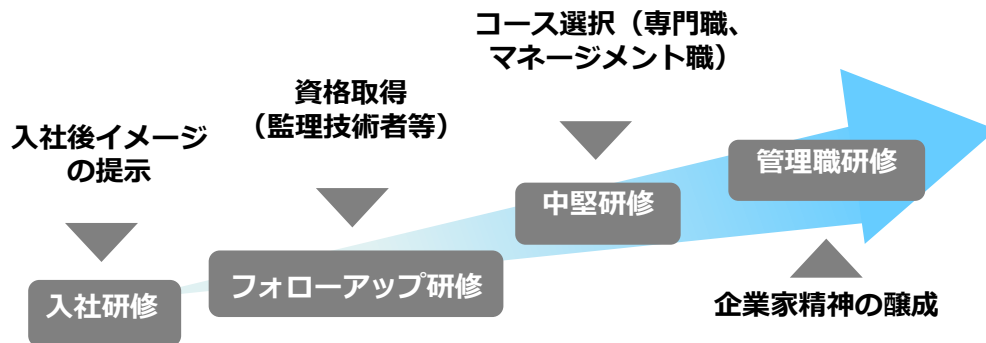 コース選択（専門職、
マネージメント職）
資格取得
（監理技術者等）
入社後イメージ
の提示
管理職研修
中堅研修
フォローアップ研修
入社研修
企業家精神の醸成